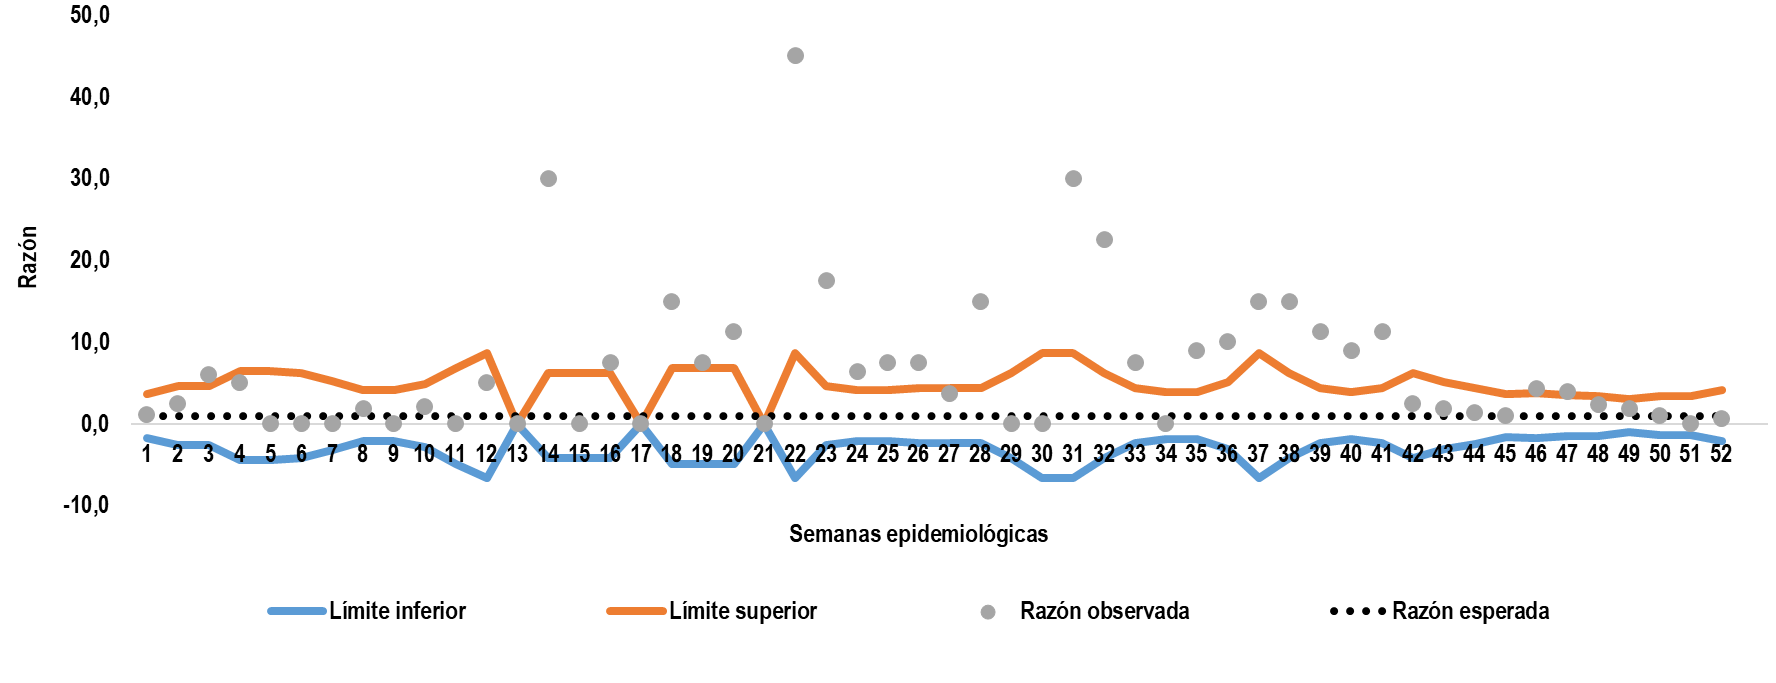 50,0
40,0
30,0
20,0
10,0
0,0
-10,0
Razón
1 2 3 4 5 6 7 8 9 10 11 12 13 14 15 16 17 18 19 20 21 22 23 24 25 26 27 28 29 30 31 32 33 34 35 36 37 38 39 40 41 42 43 44 45 46 47 48 49 50 51 52
Semanas epidemiológicas
Límite inferior Límite superior Razón observada Razón esperada